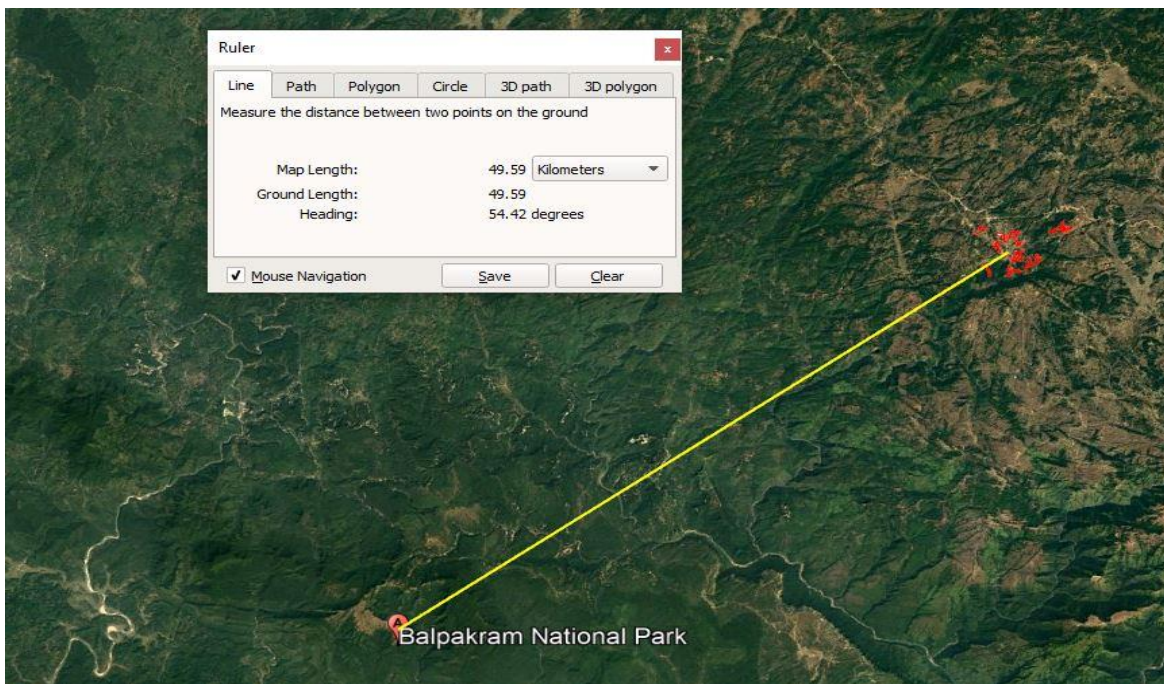 Ruler
Line Path Polygon Circle 3D path 3D polygon
Measure the distance between two points on the ground
Map Length: 49.59 Kilometers
Ground Length: 49.59
Heading: 54.42 degrees
Mouse Navigation Save Clear
A
Balpakram National Park